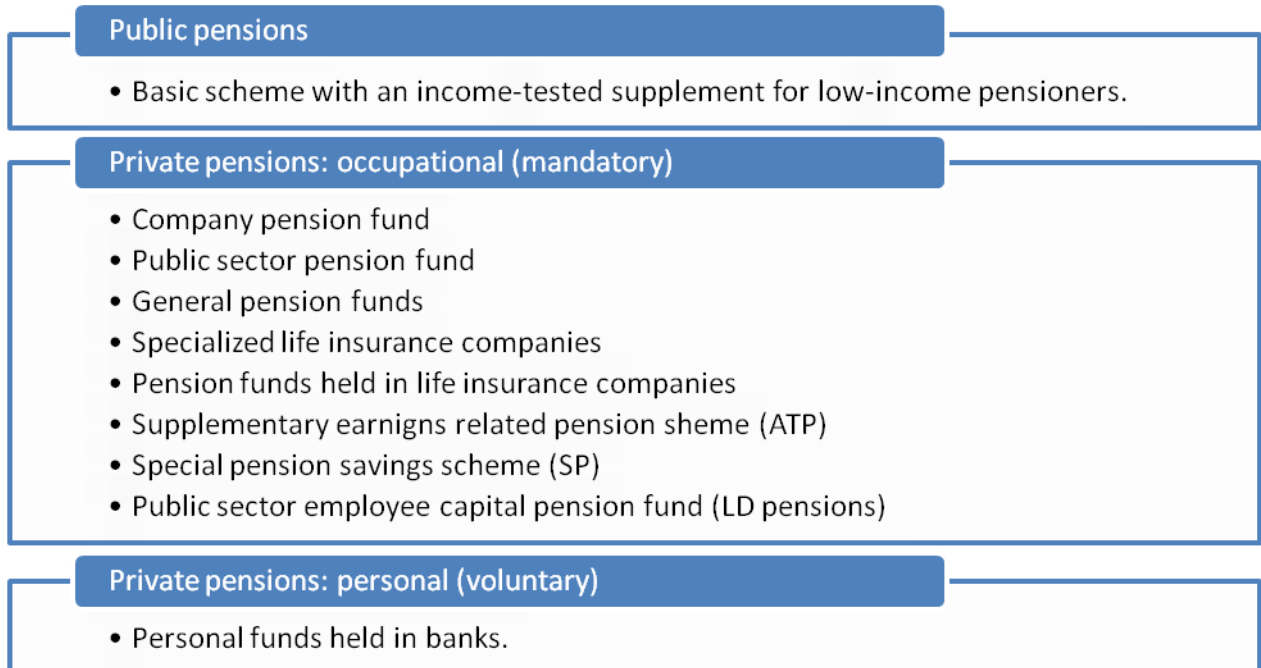 Public pensions
• Basic scheme with an income-tested supplement for low-income pensioners.
Private pensions: occupational (mandatory)
• Company pension fund
• Public sector pension fund
• General pension funds
• Specialized life insurance companies
• Pension funds held in life insurance companies
• Supplementary earnigns related pension sheme (ATP)
• Special pension savings scheme (SP)
• Public sector employee capital pension fund (LD pensions)
Private pensions: personal (voluntary)
• Personal funds held in banks.